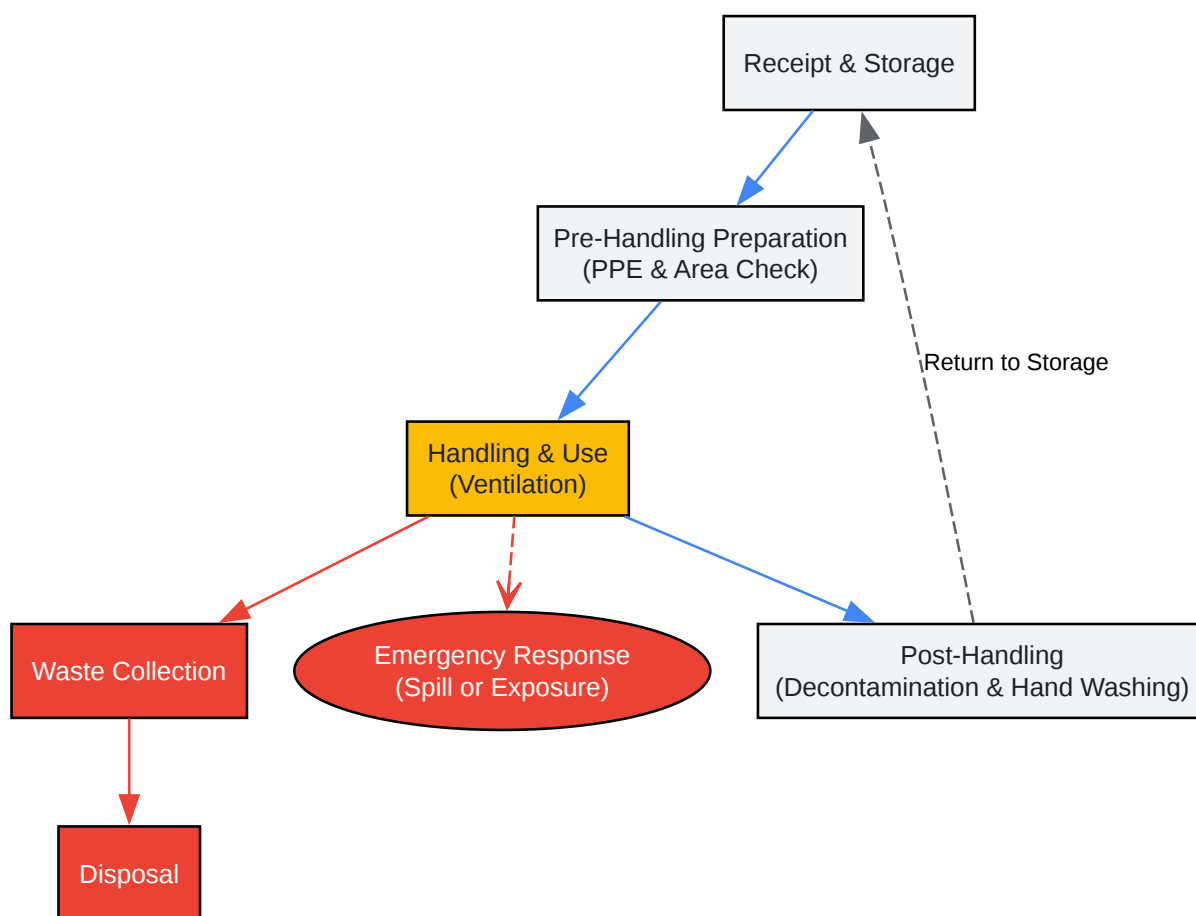 Receipt & Storage
Pre-Handling Preparation
(PPE & Area Check)
Return to Storage
Handling & Use
(Ventilation)
Waste Collection
Emergency Response
(Spill or Exposure)
Post-Handling
(Decontamination & Hand Washing)
Disposal